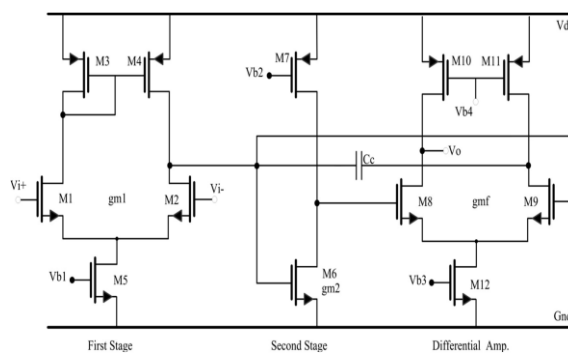 Vd
M3
M4
M7
M10
M11
Vb2
Vb4
Vo
Cc
Vi+
M1
gm1
M2
Vi-
M8
gmf
M9
Vb1
M5
M6
gm2
Vb3
M12
Gnd
First Stage
Second Stage
Differential Amp.